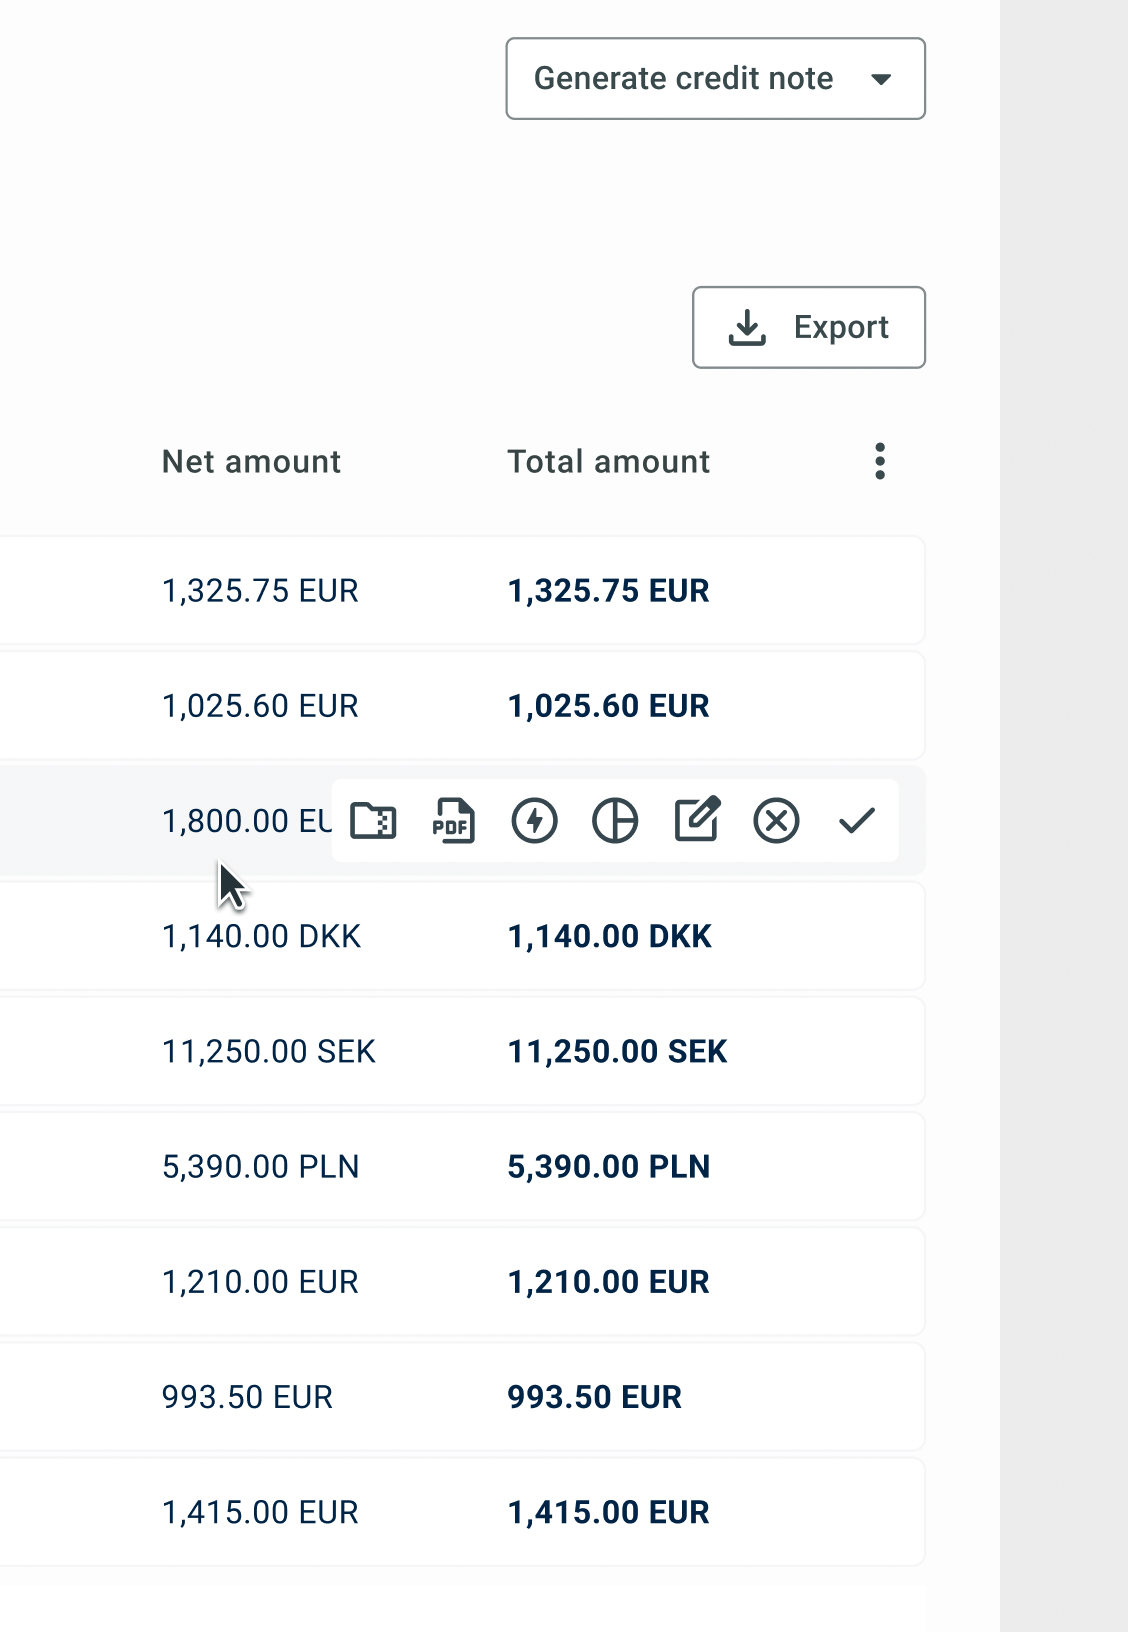 Generate credit note
Export
Net amount Total amount
1,325.75 EUR 1,325.75 EUR
1,025.60 EUR 1,025.60 EUR
1,800.00 EU PDF
1,140.00 DKK 1,140.00 DKK
11,250.00 SEK 11,250.00 SEK
5,390.00 PLN 5,390.00 PLN
1,210.00 EUR 1,210.00 EUR
993.50 EUR 993.50 EUR
1,415.00 EUR 1,415.00 EUR